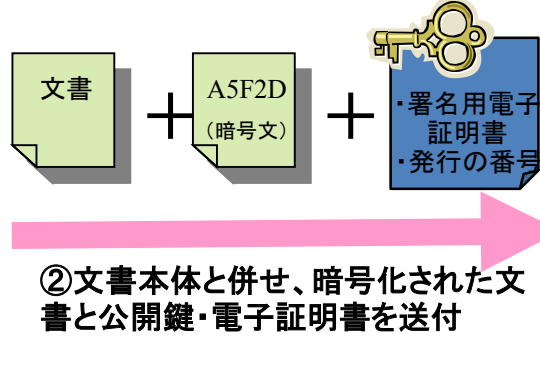 文書
A5F2D
(暗号文)
・署名用電子
証明書
・発行の番号
②文書本体と併せ、暗号化された文
書と公開鍵・電子証明書を送付